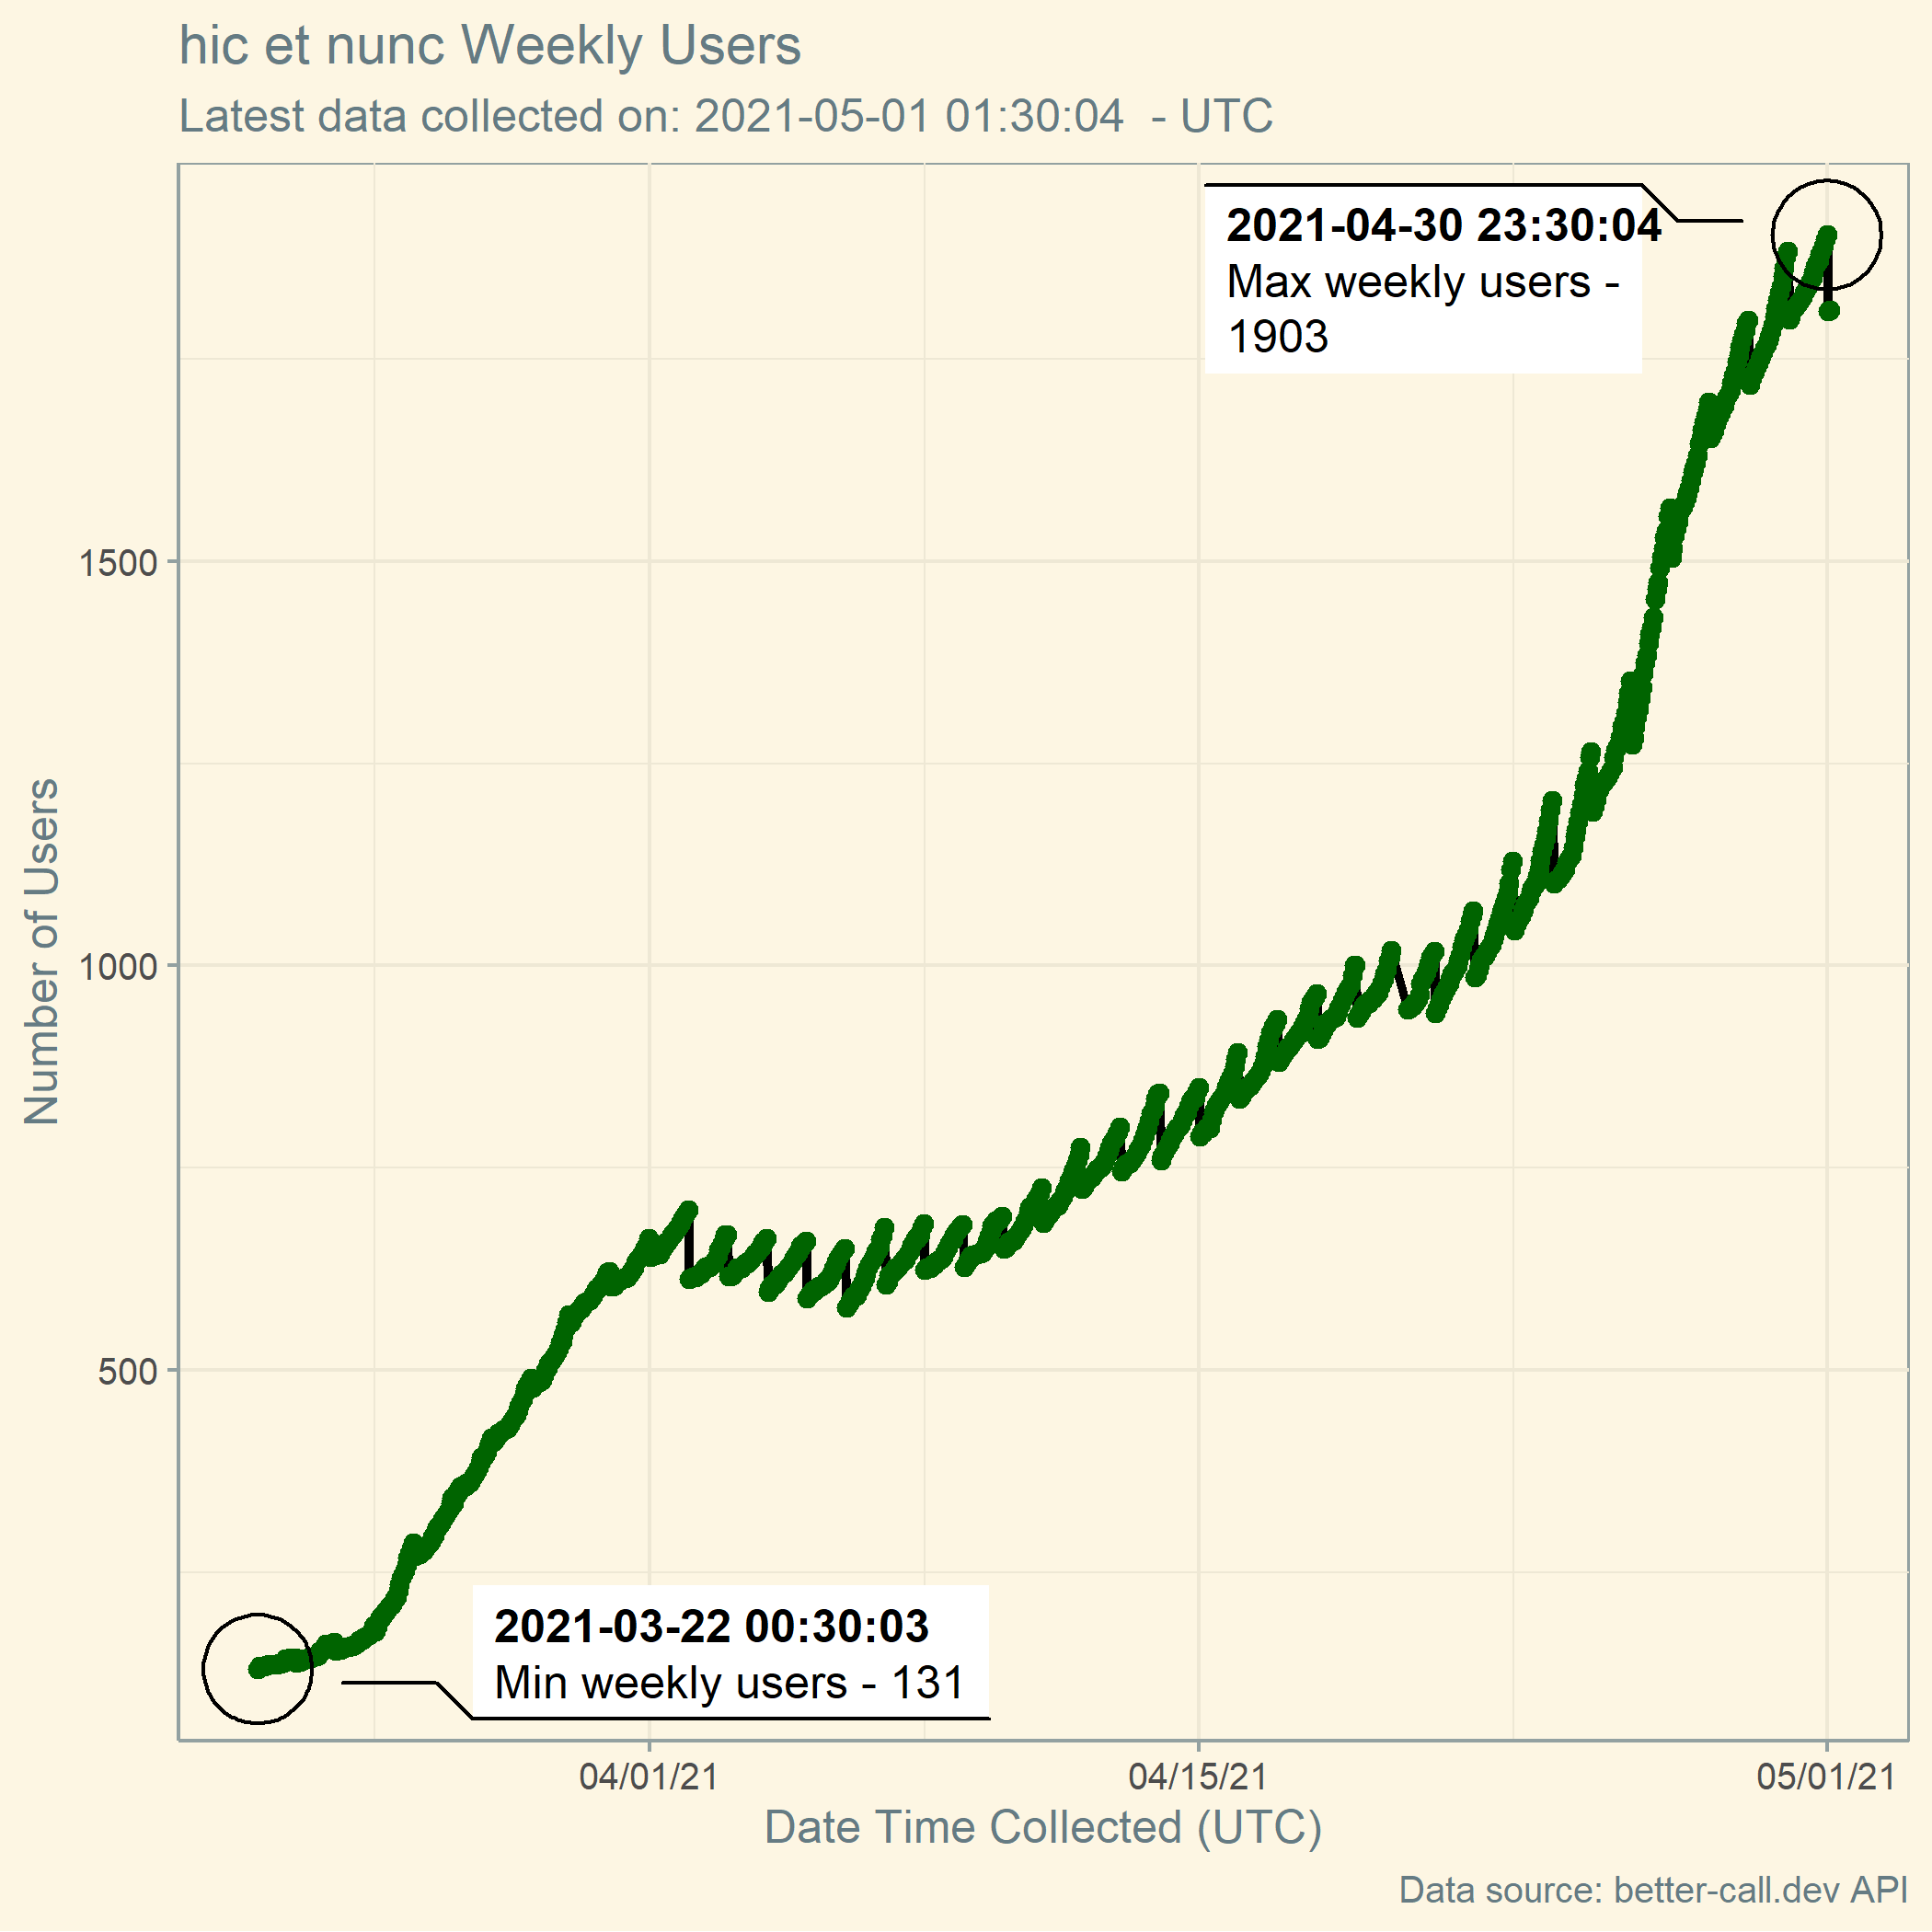 hic et nunc Weekly Users
Latest data collected on: 2021-05-01 01:30:04  - UTC
2021-04-30 23:30:04
Max weekly users -
1903
1500
1000
500
Number of Users
2021-03-22 00:30:03
Min weekly users - 131
04/01/21
04/15/21
05/01/21
Date Time Collected (UTC)
Data source: better-call.dev API